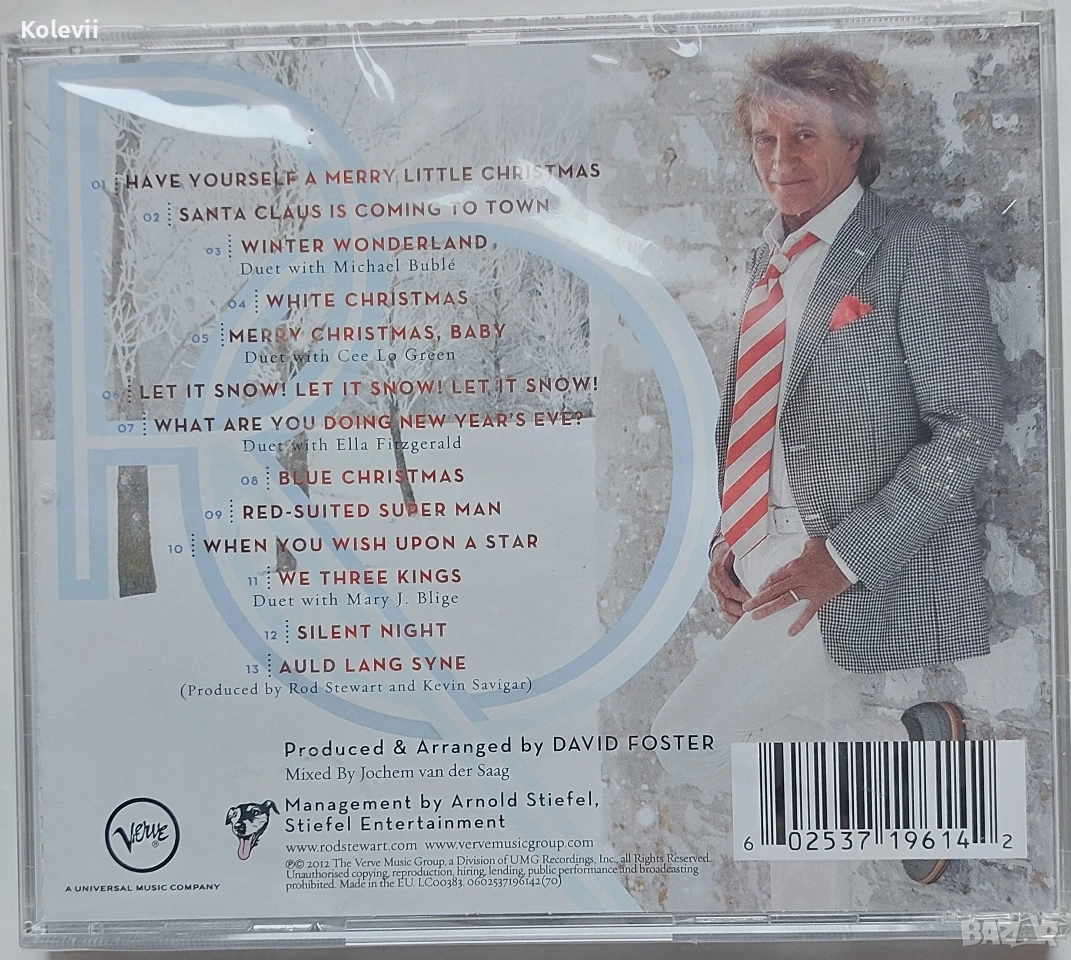 Kolevii
01 HAVE YOURSELF A MERRY LITTLE CHRISTMAS
02 SANTA CLAUS IS COMING TO TOWN
03 WINTER WONDERLAND
Duet with Michael Bublé
04 WHITE CHRISTMAS
05 MERRY CHRISTMAS, BABY
Duet with Cee Lo Green
06 LET IT SNOW! LET IT SNOW! LET IT SNOW!
07 WHAT ARE YOU DOING NEW YEAR'S EVE?
Duet with Ella Fitzgerald
08 BLUE CHRISTMAS
09 RED-SUITED SUPER MAN
10 WHEN YOU WISH UPON A STAR
11 WE THREE KINGS
Duet with Mary J. Blige
12 SILENT NIGHT
13 AULD LANG SYNE
(Produced by Rod Stewart and Kevin Savigar)
Produced & Arranged by DAVID FOSTER
Mixed By Jochem van der Saag
Management by Arnold Stiefel,
Stiefel Entertainment
www.rodstewart.com www.vervemusicgroup.com
℗© 2012 The Verve Music Group, a Division of UMG Recordings, Inc., all Rights Reserved.
Unauthorised copying, reproduction, hiring, lending, public performance and broadcasting
prohibited. Made in the EU. LC00383. 0602537196142(70)
Verve®
A UNIVERSAL MUSIC COMPANY
6 02537 19614 2
BAZAR